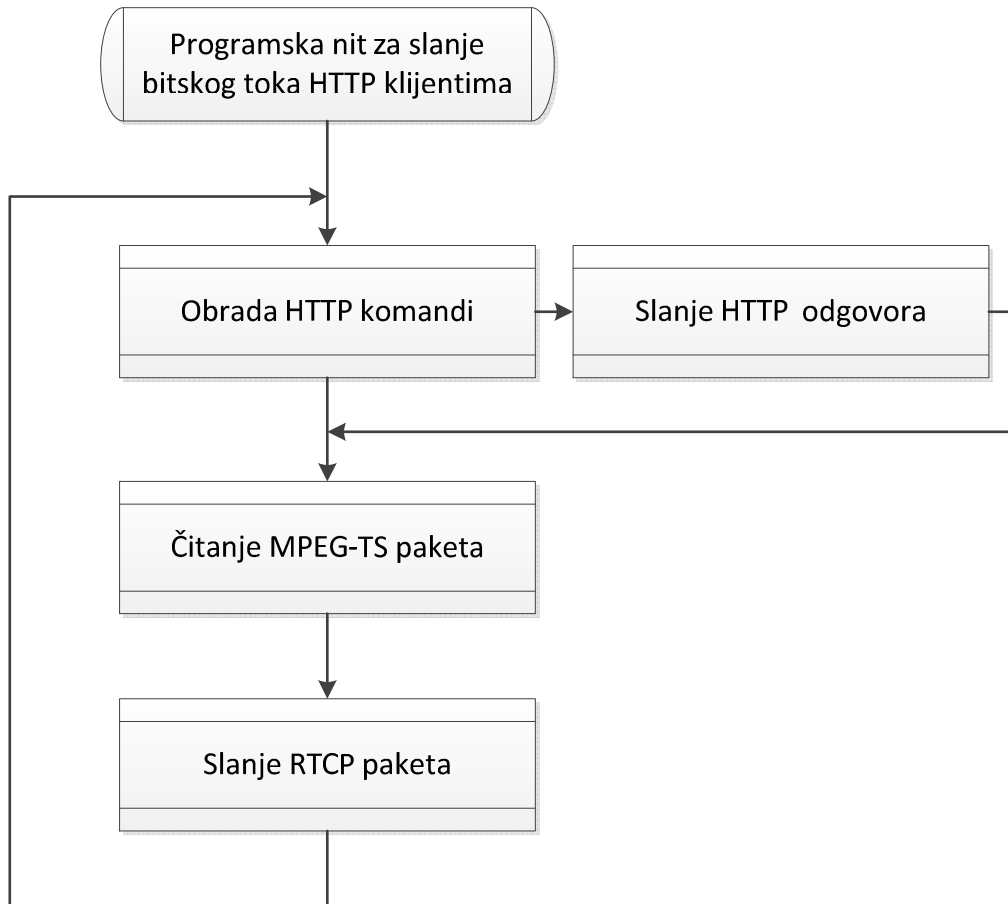 Programska nit za slanje
bitskog toka HTTP klijentima
Obrada HTTP komandi
Slanje HTTP odgovora
Čitanje MPEG-TS paketa
Slanje RTCP paketa